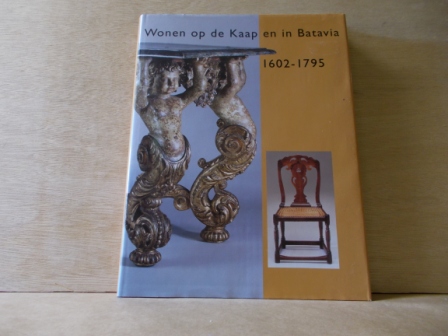 Wonen op de Kaap en in Batavia
1602-1795